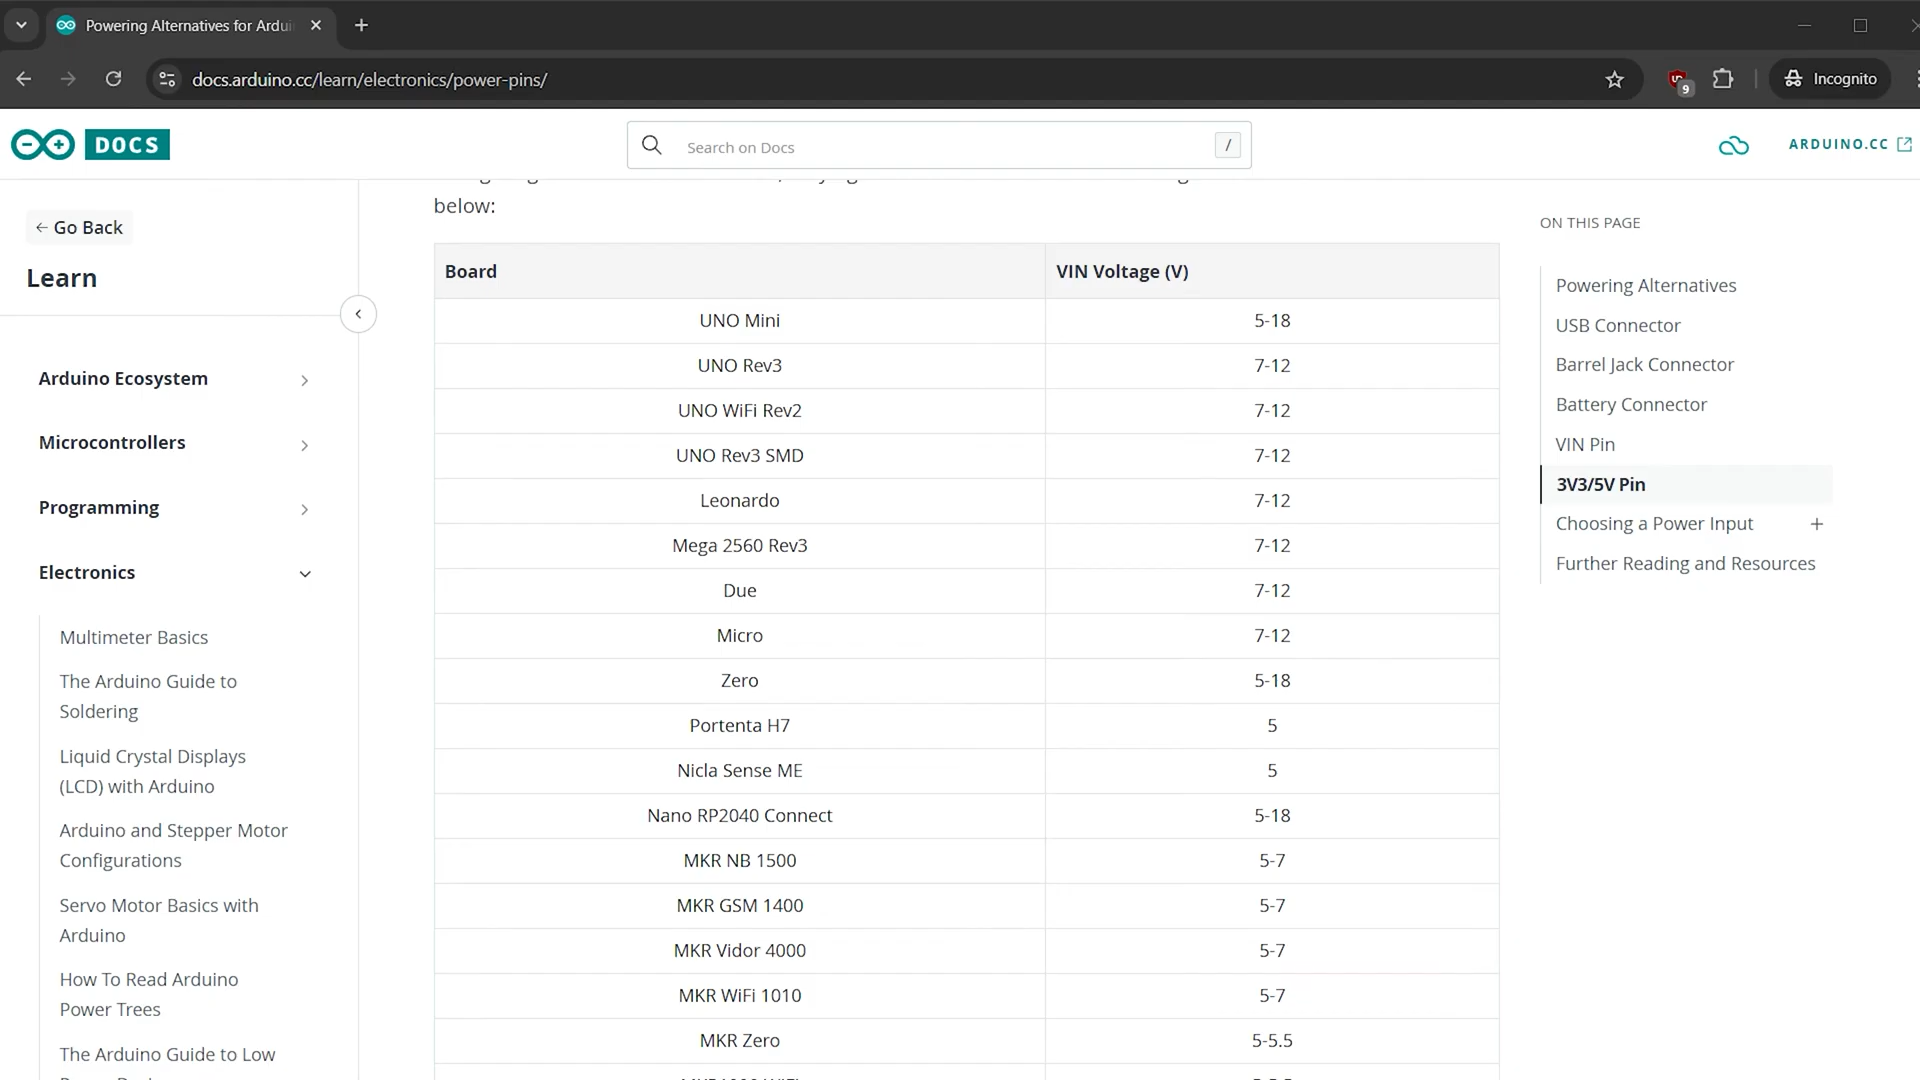 Powering Alternatives for Ardui
docs.arduino.cc/learn/electronics/power-pins/
9
Incognito
DOCS
Search on Docs
/
ARDUINO.CC
← Go Back
Learn
Arduino Ecosystem
Microcontrollers
Programming
Electronics
Multimeter Basics
The Arduino Guide to
Soldering
Liquid Crystal Displays
(LCD) with Arduino
Arduino and Stepper Motor
Configurations
Servo Motor Basics with
Arduino
How To Read Arduino
Power Trees
The Arduino Guide to Low
below:
Board VIN Voltage (V)
UNO Mini 5-18
UNO Rev3 7-12
UNO WiFi Rev2 7-12
UNO Rev3 SMD 7-12
Leonardo 7-12
Mega 2560 Rev3 7-12
Due 7-12
Micro 7-12
Zero 5-18
Portenta H7 5
Nicla Sense ME 5
Nano RP2040 Connect 5-18
MKR NB 1500 5-7
MKR GSM 1400 5-7
MKR Vidor 4000 5-7
MKR WiFi 1010 5-7
MKR Zero 5-5.5
ON THIS PAGE
Powering Alternatives
USB Connector
Barrel Jack Connector
Battery Connector
VIN Pin
3V3/5V Pin
Choosing a Power Input +
Further Reading and Resources